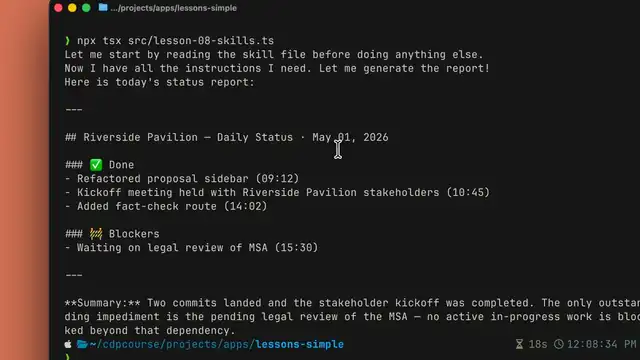 .../projects/apps/lessons-simple
❯ npx tsx src/lesson-08-skills.ts
Let me start by reading the skill file before doing anything else.
Now I have all the instructions I need. Let me generate the report!
Here is today's status report:
---
## Riverside Pavilion — Daily Status · May 01, 2026
### ✅ Done
- Refactored proposal sidebar (09:12)
- Kickoff meeting held with Riverside Pavilion stakeholders (10:45)
- Added fact-check route (14:02)
### 🚧 Blockers
- Waiting on legal review of MSA (15:30)
---
**Summary:** Two commits landed and the stakeholder kickoff was completed. The only outstan
ding impediment is the pending legal review of the MSA — no active in-progress work is bloc
ked beyond that dependency.
~/cdpcourse/projects/apps/lessons-simple 18s 12:08:34 PM
❯